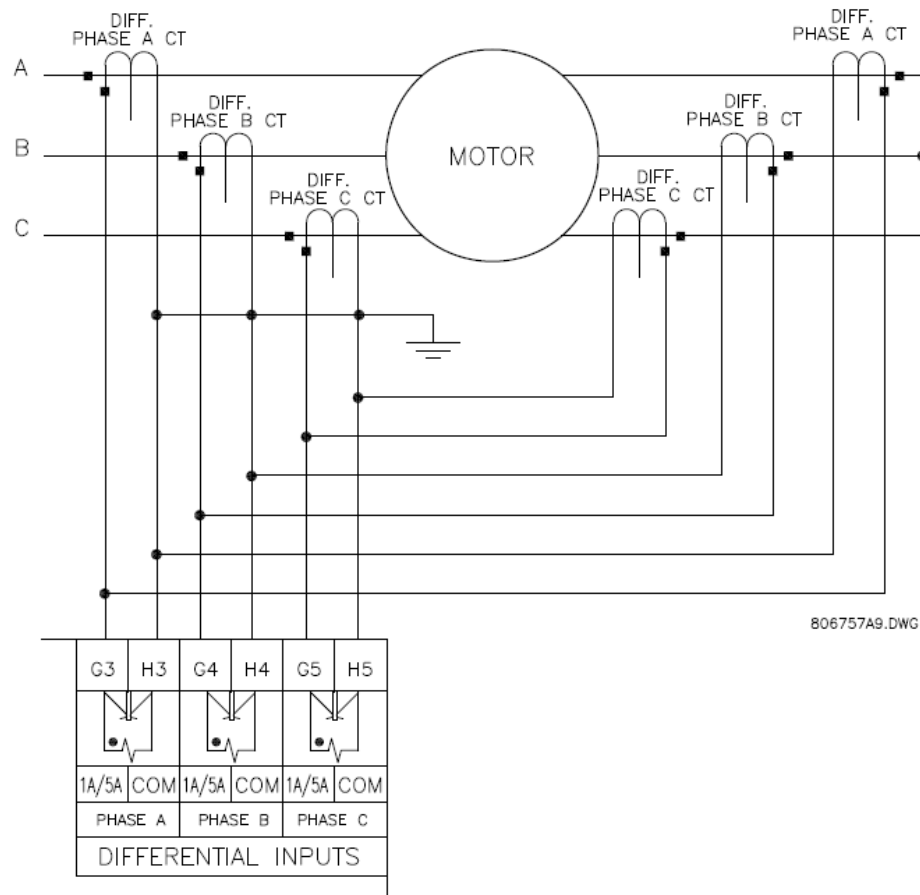 DIFF.
PHASE A CT
DIFF.
PHASE A CT
A
DIFF.
PHASE B CT
DIFF.
PHASE B CT
B
MOTOR
DIFF.
PHASE C CT
DIFF.
PHASE C CT
C
806757A9.DWG
G3 H3 G4 H4 G5 H5
1A/5A COM 1A/5A COM 1A/5A COM
PHASE A PHASE B PHASE C
DIFFERENTIAL INPUTS